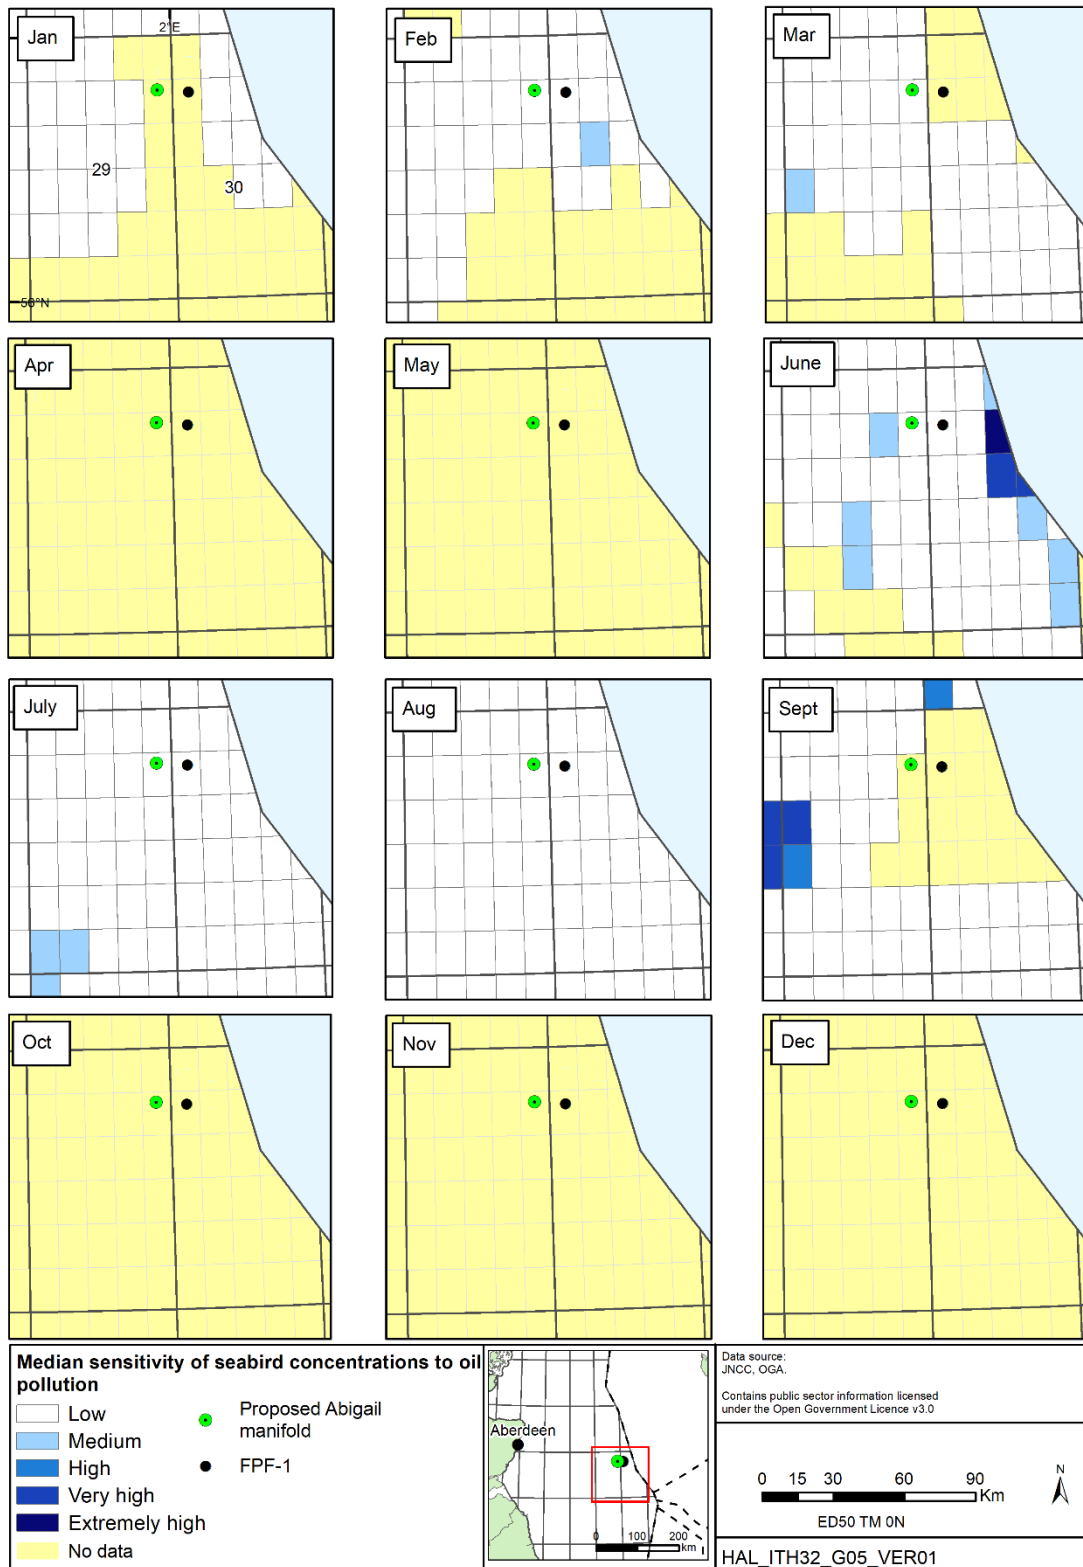 Jan
2°E
29
30
56°N
Feb
Mar
Apr
May
June
July
Aug
Sept
Oct
Nov
Dec
Median sensitivity of seabird concentrations to oil
pollution
Low
Medium
High
Very high
Extremely high
No data
Proposed Abigail
manifold
FPF-1
Aberdeen
0 100 200
km
Data source:
JNCC, OGA.
Contains public sector information licensed
under the Open Government Licence v3.0
0 15 30 60 90
Km
N
ED50 TM 0N
HAL_ITH32_G05_VER01